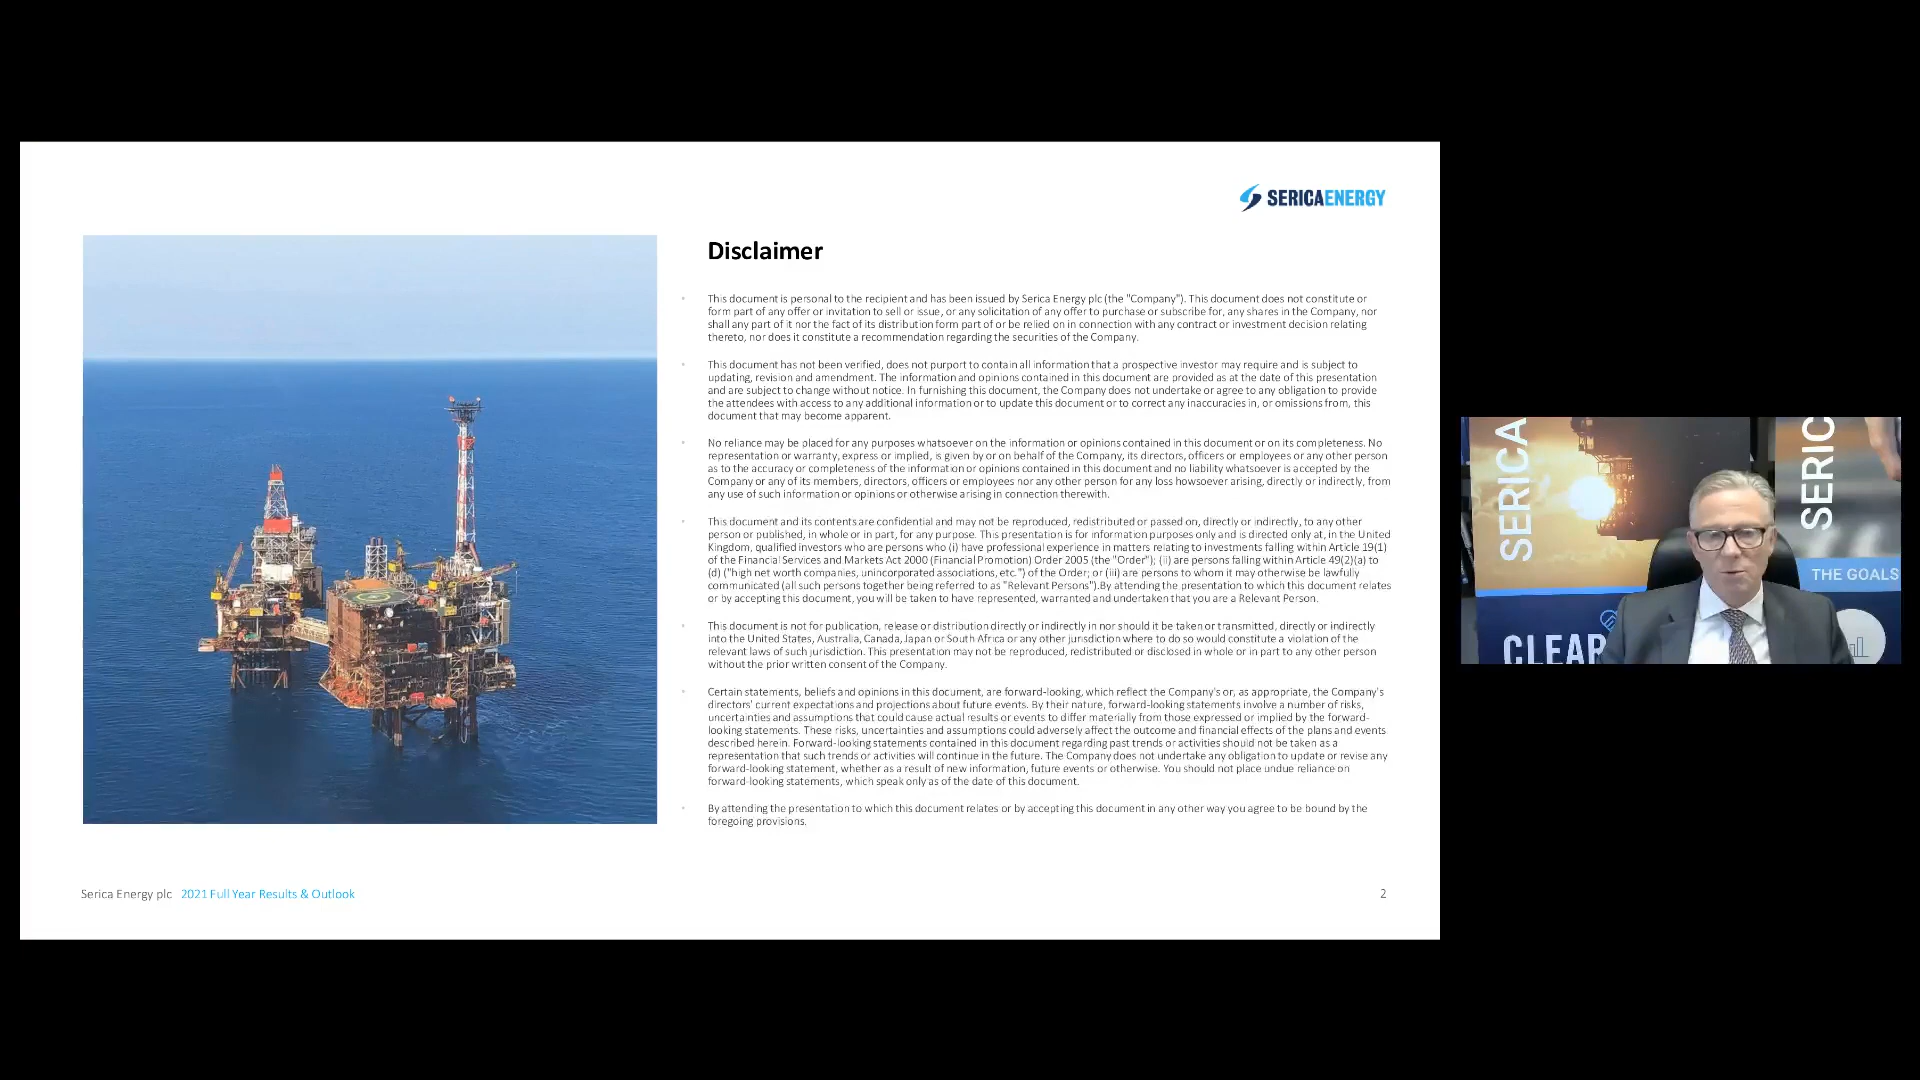 SERICAENERGY
Disclaimer
This document is personal to the recipient and has been issued by Serica Energy plc (the "Company"). This document does not constitute or
form part of any offer or invitation to sell or issue, or any solicitation of any offer to purchase or subscribe for, any shares in the Company, nor
shall any part of it nor the fact of its distribution form part of or be relied on in connection with any contract or investment decision relating
thereto, nor does it constitute a recommendation regarding the securities of the Company.
This document has not been verified, does not purport to contain all information that a prospective investor may require and is subject to
updating, revision and amendment. The information and opinions contained in this document are provided as at the date of this presentation
and are subject to change without notice. In furnishing this document, the Company does not undertake or agree to any obligation to provide
the attendees with access to any additional information or to update this document or to correct any inaccuracies in, or omissions from, this
document that may become apparent.
No reliance may be placed for any purposes whatsoever on the information or opinions contained in this document or on its completeness. No
representation or warranty, express or implied, is given by or on behalf of the Company, its directors, officers or employees or any other person
as to the accuracy or completeness of the information or opinions contained in this document and no liability whatsoever is accepted by the
Company or any of its members, directors, officers or employees nor any other person for any loss howsoever arising, directly or indirectly, from
any use of such information or opinions or otherwise arising in connection therewith.
This document and its contents are confidential and may not be reproduced, redistributed or passed on, directly or indirectly, to any other
person or published, in whole or in part, for any purpose. This presentation is for information purposes only and is directed only at, in the United
Kingdom, qualified investors who are persons who (i) have professional experience in matters relating to investments falling within Article 19(1)
of the Financial Services and Markets Act 2000 (Financial Promotion) Order 2005 (the "Order"); (ii) are persons falling within Article 49(2)(a) to
(d) ("high net worth companies, unincorporated associations, etc.") of the Order; or (iii) are persons to whom it may otherwise be lawfully
communicated (all such persons together being referred to as "Relevant Persons").By attending the presentation to which this document relates
or by accepting this document, you will be taken to have represented, warranted and undertaken that you are a Relevant Person.
This document is not for publication, release or distribution directly or indirectly in nor should it be taken or transmitted, directly or indirectly
into the United States, Australia, Canada, Japan or South Africa or any other jurisdiction where to do so would constitute a violation of the
relevant laws of such jurisdiction. This presentation may not be reproduced, redistributed or disclosed in whole or in part to any other person
without the prior written consent of the Company.
Certain statements, beliefs and opinions in this document, are forward-looking, which reflect the Company's or, as appropriate, the Company's
directors' current expectations and projections about future events. By their nature, forward-looking statements involve a number of risks,
uncertainties and assumptions that could cause actual results or events to differ materially from those expressed or implied by the forward-
looking statements. These risks, uncertainties and assumptions could adversely affect the outcome and financial effects of the plans and events
described herein. Forward-looking statements contained in this document regarding past trends or activities should not be taken as a
representation that such trends or activities will continue in the future. The Company does not undertake any obligation to update or revise any
forward-looking statement, whether as a result of new information, future events or otherwise. You should not place undue reliance on
forward-looking statements, which speak only as of the date of this document.
By attending the presentation to which this document relates or by accepting this document in any other way you agree to be bound by the
foregoing provisions.
Serica Energy plc 2021 Full Year Results & Outlook
2
SERICA
SERIC
THE GOALS
CLEAR